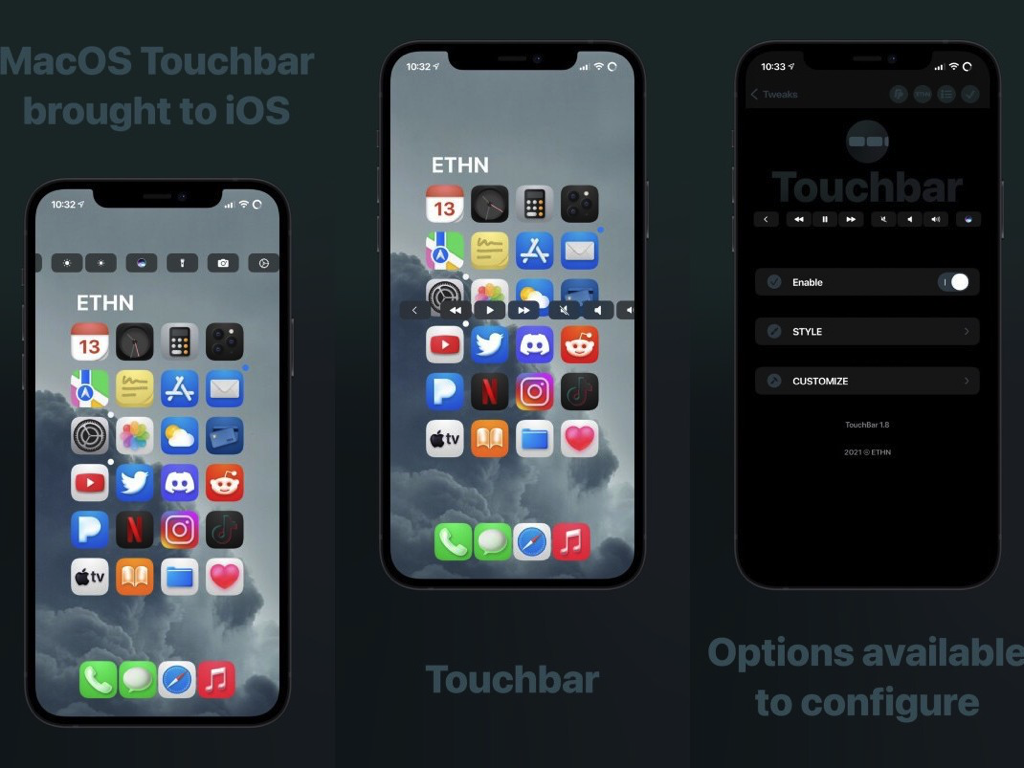 MacOS Touchbar
brought to iOS
10:32
ETHN
13
tv
10:32
ETHN
13
tv
Touchbar
10:33
Tweaks
Touchbar
Enable
STYLE
CUSTOMIZE
TouchBar 1.8
2021 © ETHN
Options available
to configure